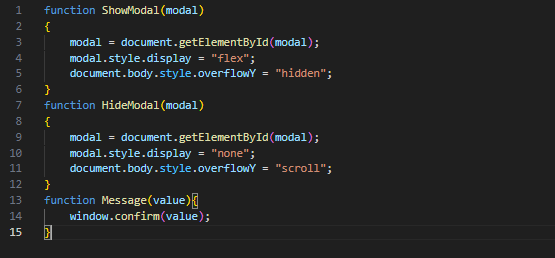 1 function ShowModal(modal)
2 {
3 modal = document.getElementById(modal);
4 modal.style.display = "flex";
5 document.body.style.overflowY = "hidden";
6 }
7 function HideModal(modal)
8 {
9 modal = document.getElementById(modal);
10 modal.style.display = "none";
11 document.body.style.overflowY = "scroll";
12 }
13 function Message(value){
14 window.confirm(value);
15 }